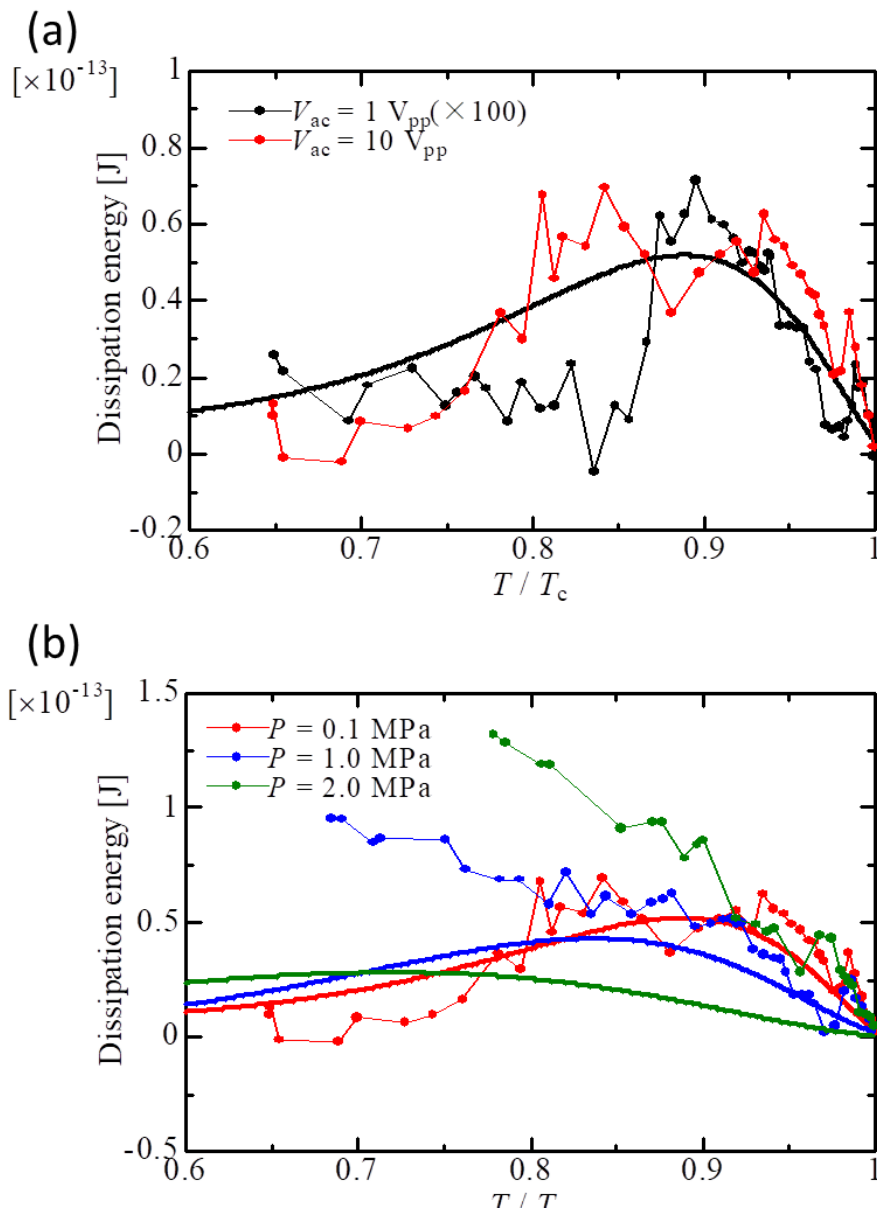 (a)
[×10-13]
1
Vac = 1 Vpp(×100)
Vac = 10 Vpp
0.8
0.6
0.4
0.2
0
-0.2
Dissipation energy [J]
0.6 0.7 0.8 0.9 1
T / Tc
(b)
[×10-13]
1.5
P = 0.1 MPa
P = 1.0 MPa
P = 2.0 MPa
1
0.5
0
-0.5
Dissipation energy [J]
0.6 0.7 0.8 0.9 1
T / T